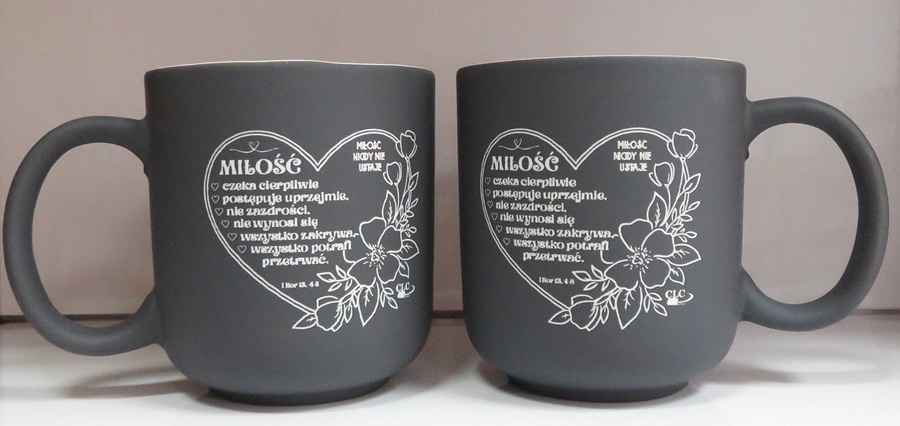 MIŁOŚĆ
czeka cierpliwie
postępuje uprzejmie,
nie zazdrości,
nie wynosi się
wszystko zakrywa,
wszystko potrafi
przetrwać.
1 Kor 13, 4 8
MIŁOŚĆ
NIGDY NIE
USTAJE
CLC
MIŁOŚĆ
czeka cierpliwie
postępuje uprzejmie,
nie zazdrości,
nie wynosi się
wszystko zakrywa,
wszystko potrafi
przetrwać.
1 Kor 13, 4 8
MIŁOŚĆ
NIGDY NIE
USTAJE
CLC